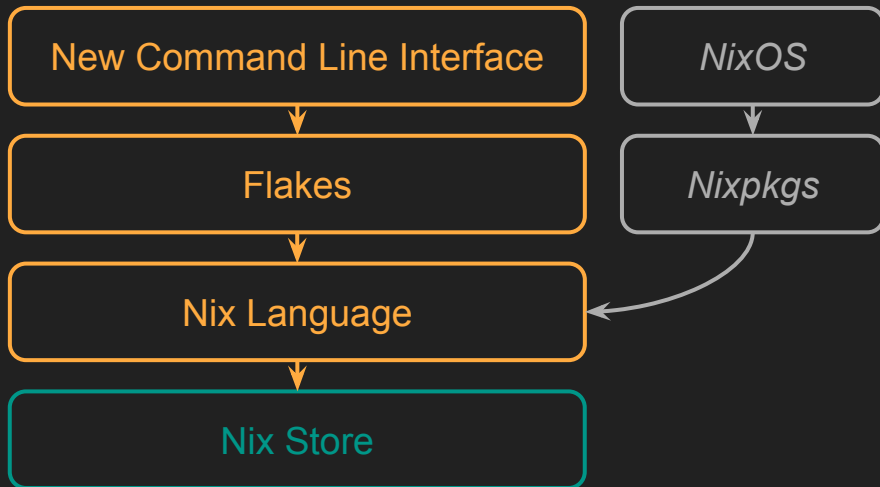 New Command Line Interface
NixOS
Flakes
Nixpkgs
Nix Language
Nix Store